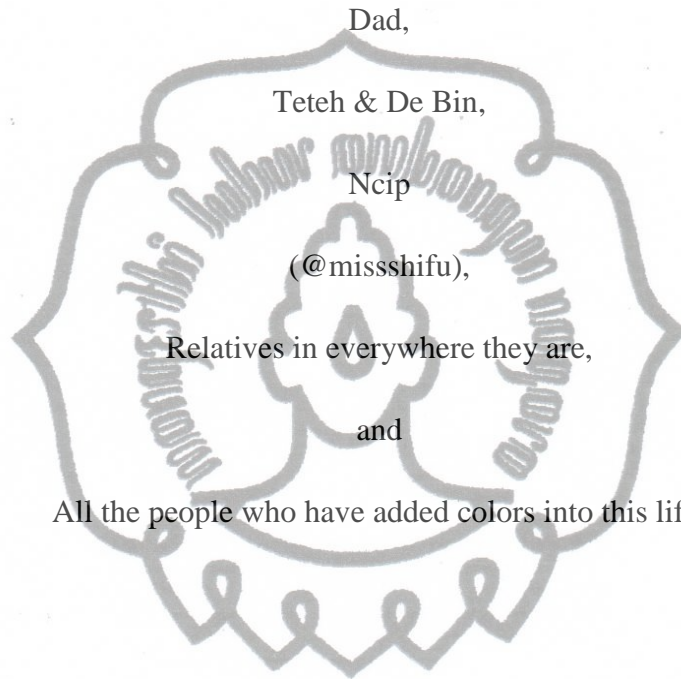 Dad,
Teteh & De Bin,
Ncip
(@missshifu),
Relatives in everywhere they are,
and
All the people who have added colors into this lif